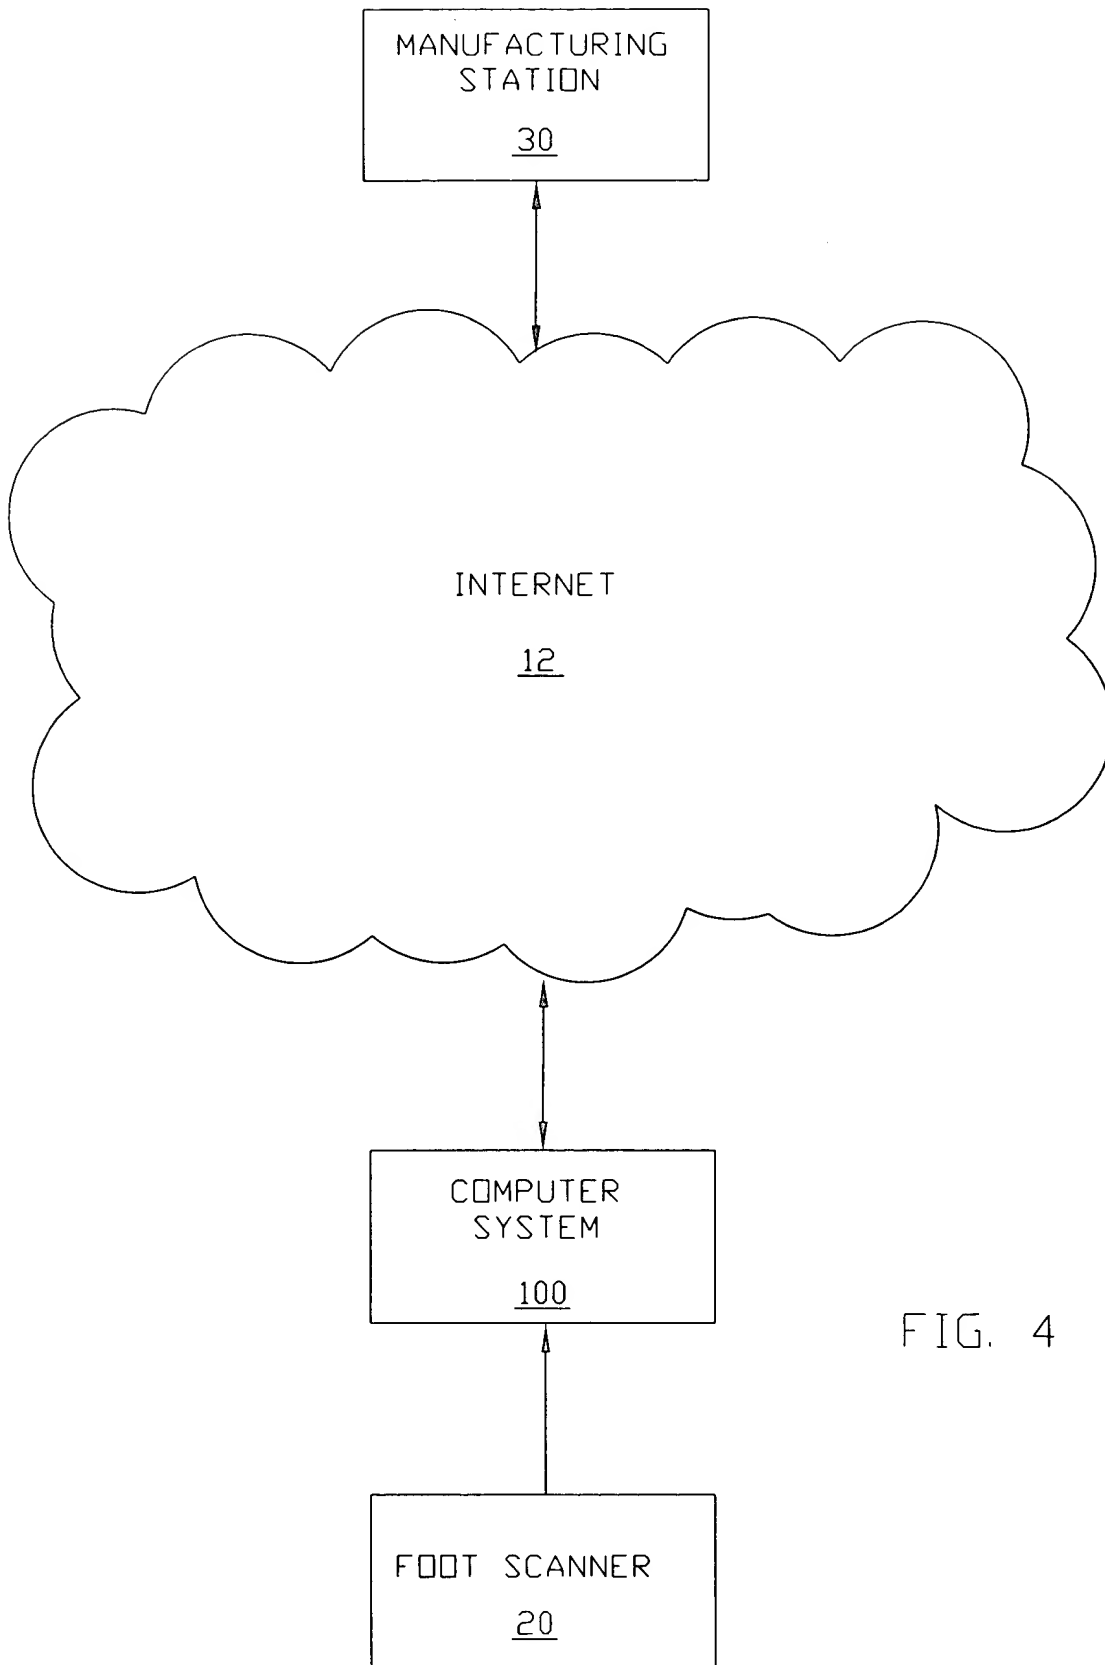 MANUFACTURING
STATION
30
INTERNET
12
COMPUTER
SYSTEM
100
FIG. 4
FOOT SCANNER
20